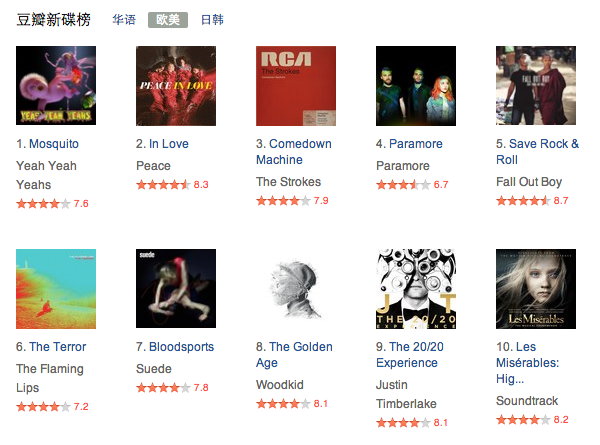 豆瓣新碟榜 华语 欧美 日韩
YEAH YEAH YEAHS
PEACE IN LOVE
RCA
The Strokes
FALL OUT BOY
1. Mosquito
Yeah Yeah
Yeahs
7.6
2. In Love
Peace
8.3
3. Comedown
Machine
The Strokes
7.9
4. Paramore
Paramore
6.7
5. Save Rock &
Roll
Fall Out Boy
8.7
suede
JT
THE 20/20
EXPERIENCE
Les Misérables
6. The Terror
The Flaming
Lips
7.2
7. Bloodsports
Suede
7.8
8. The Golden
Age
Woodkid
8.1
9. The 20/20
Experience
Justin
Timberlake
8.1
10. Les
Misérables:
Hig...
Soundtrack
8.2